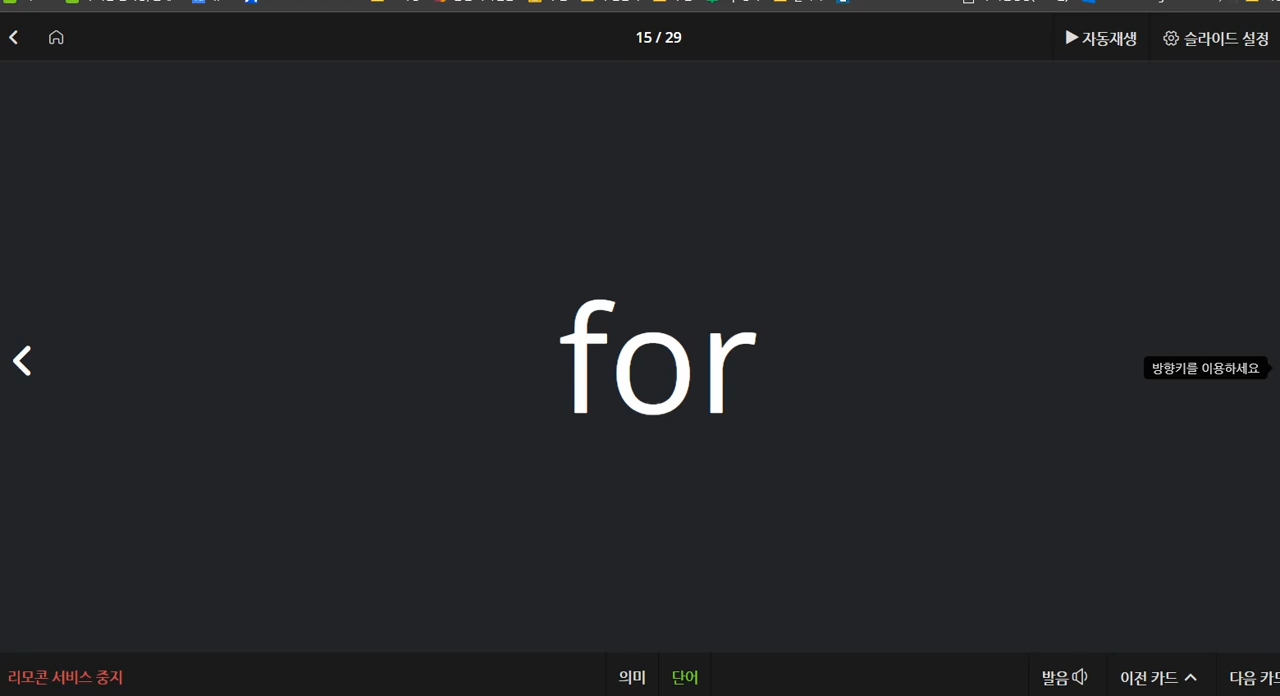 15 / 29
자동재생
슬라이드 설정
for
방향키를 이용하세요
리모콘 서비스 중지
의미
단어
발음
이전 카드
다음